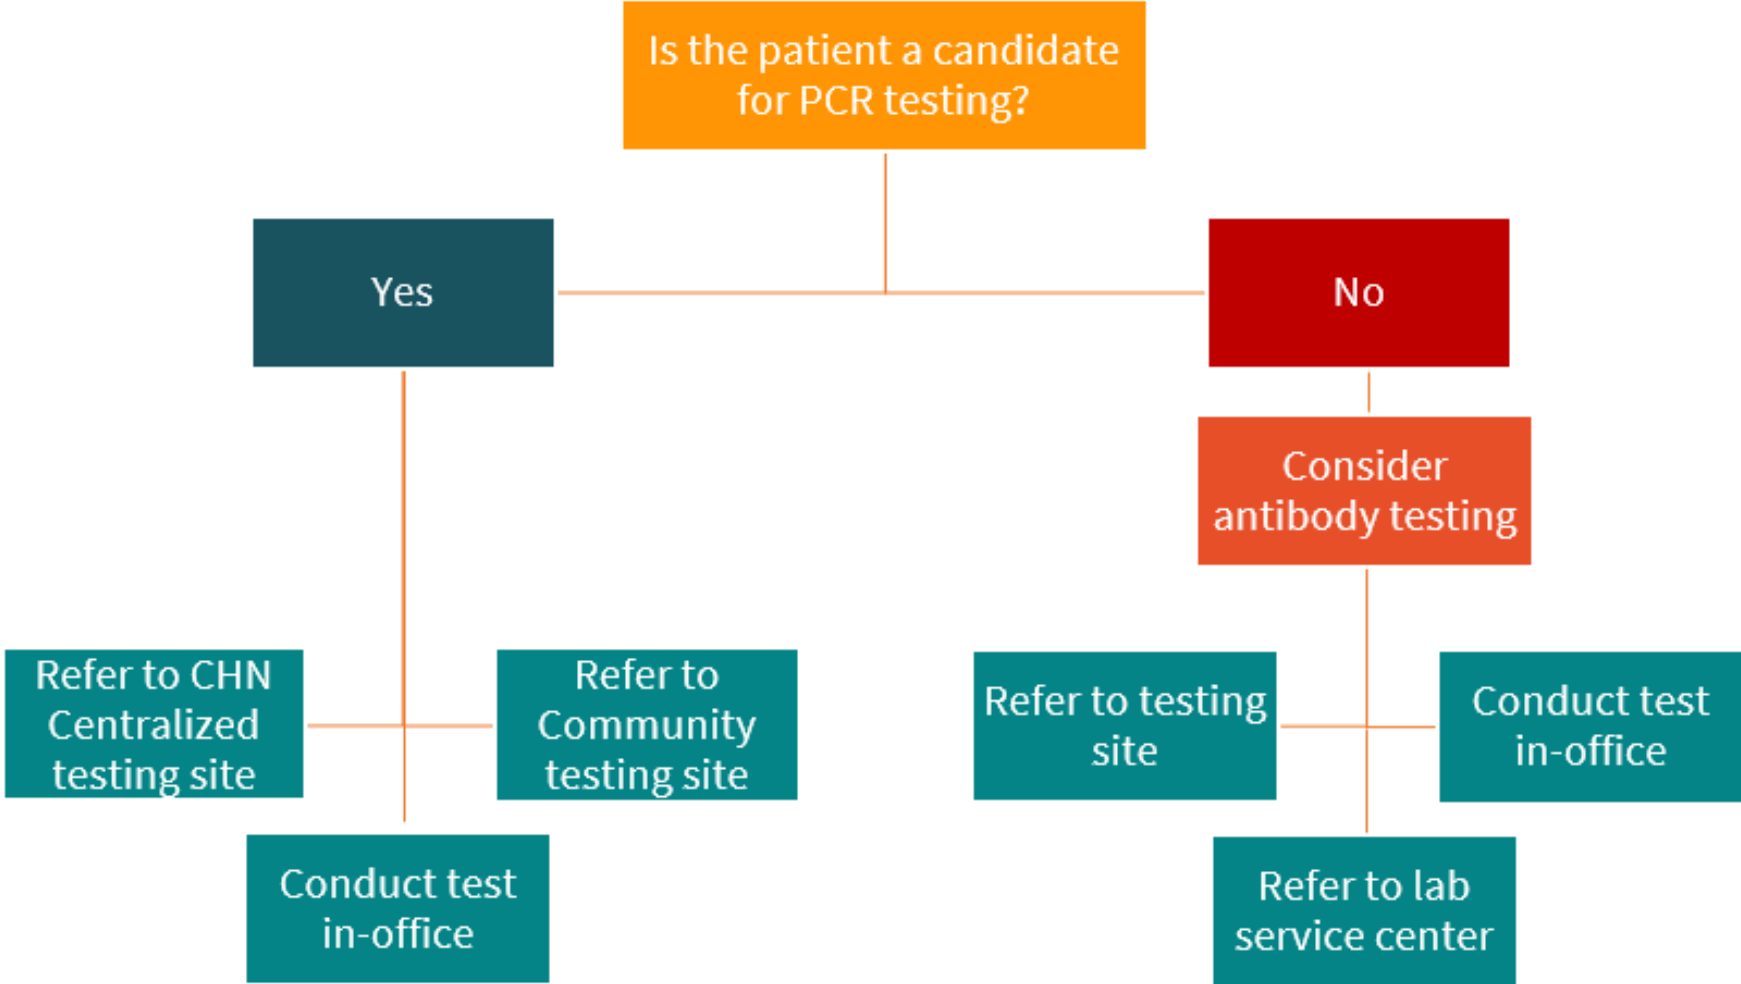 Is the patient a candidate
for PCR testing?
Yes
No
Consider
antibody testing
Refer to CHN
Centralized
testing site
Refer to
Community
testing site
Refer to testing
site
Conduct test
in-office
Conduct test
in-office
Refer to lab
service center